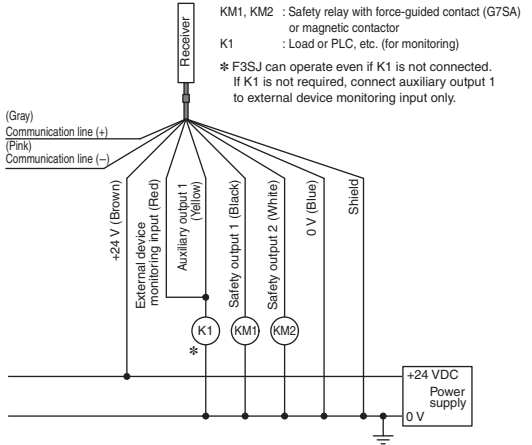 Receiver
KM1, KM2 : Safety relay with force-guided contact (G7SA)
or magnetic contactor
K1 : Load or PLC, etc. (for monitoring)
* F3SJ can operate even if K1 is not connected.
If K1 is not required, connect auxiliary output 1
to external device monitoring input only.
(Gray)
Communication line (+)
(Pink)
Communication line (−)
+24 V (Brown)
External device
monitoring input (Red)
Auxiliary output 1
(Yellow)
Safety output 1 (Black)
Safety output 2 (White)
0 V (Blue)
Shield
K1
KM1
KM2
*
+24 VDC
Power
supply
0 V